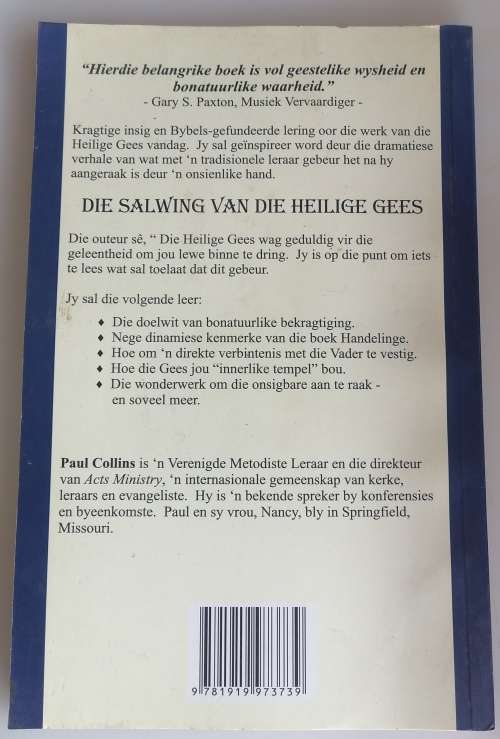 “Hierdie belangrike boek is vol geestelike wysheid en
bonatuurlike waarheid.”
- Gary S. Paxton, Musiek Vervaardiger -
Kragtige insig en Bybels-gefundeerde lering oor die werk van die
Heilige Gees vandag. Jy sal geïnspireer word deur die dramatiese
verhale van wat met ‘n tradisionele leraar gebeur het na hy
aangeraak is deur ‘n onsienlike hand.
DIE SALWING VAN DIE HEILIGE GEES
Die outeur sê, “ Die Heilige Gees wag geduldig vir die
geleentheid om jou lewe binne te dring. Jy is op die punt om iets
te lees wat sal toelaat dat dit gebeur.
Jy sal die volgende leer:
♦ Die doelwit van bonatuurlike bekragtiging.
♦ Nege dinamiese kenmerke van die boek Handelinge.
♦ Hoe om ‘n direkte verbintenis met die Vader te vestig.
♦ Hoe die Gees jou “innerlike tempel” bou.
♦ Die wonderwerk om die onsigbare aan te raak -
en soveel meer.
Paul Collins is ‘n Verenigde Metodiste Leraar en die direkteur
van Acts Ministry, ‘n internasionale gemeenskap van kerke,
leraars en evangeliste. Hy is ‘n bekende spreker by konferensies
en byeenkomste. Paul en sy vrou, Nancy, bly in Springfield,
Missouri.
9 781919 973739